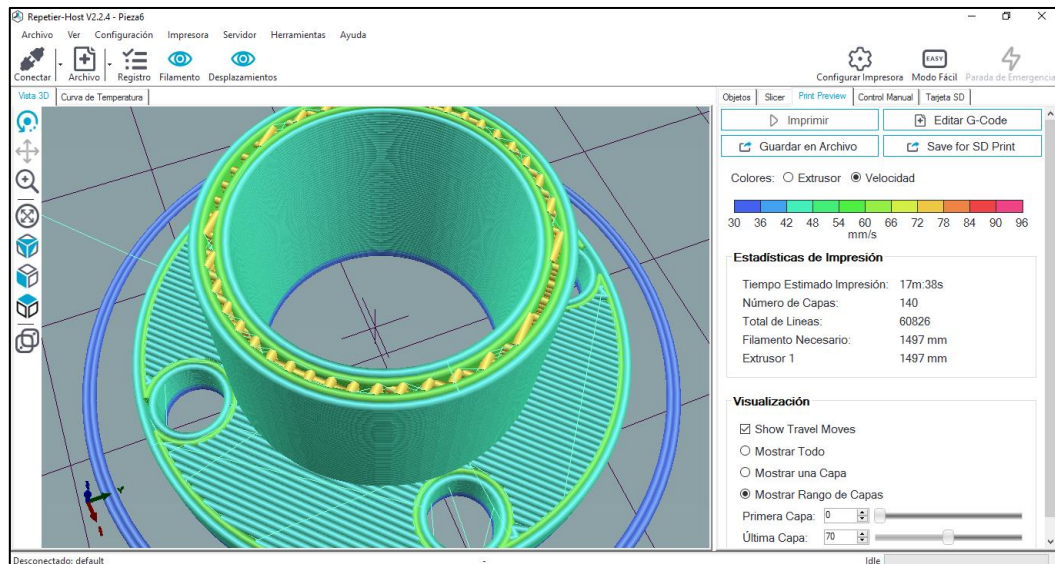 Repetier-Host V2.2.4 - Pieza6
Archivo Ver Configuración Impresora Servidor Herramientas Ayuda
Conectar Archivo Registro Filamento Desplazamientos Configurar Impresora EASY Modo Fácil Parada de Emergencia
Vista 3D Curva de Temperatura
Objetos Slicer Print Preview Control Manual Tarjeta SD
Imprimir Editar G-Code
Guardar en Archivo Save for SD Print
Colores: Extrusor Velocidad
30 36 42 48 54 60 66 72 78 84 90 96
mm/s
Estadísticas de Impresión
Tiempo Estimado Impresión: 17m:38s
Número de Capas: 140
Total de Lineas: 60826
Filamento Necesario: 1497 mm
Extrusor 1 1497 mm
Visualización
Show Travel Moves
Mostrar Todo
Mostrar una Capa
Mostrar Rango de Capas
Primera Capa: 0
Última Capa: 70
Desconectado: default - Idle